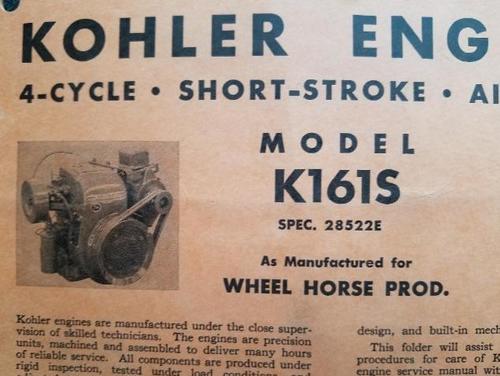 KOHLER ENG
4-CYCLE • SHORT-STROKE • AI
MODEL
K161S
SPEC. 28522E
As Manufactured for
WHEEL HORSE PROD.
Kohler engines are manufactured under the close super-
vision of skilled technicians. The engines are precision
units, machined and assembled to deliver many hours
of reliable service. All components are produced under
rigid inspection, tested under load conditions, and
design, and built-in mech
This folder will assist
procedures for care of K
engine service manual wit